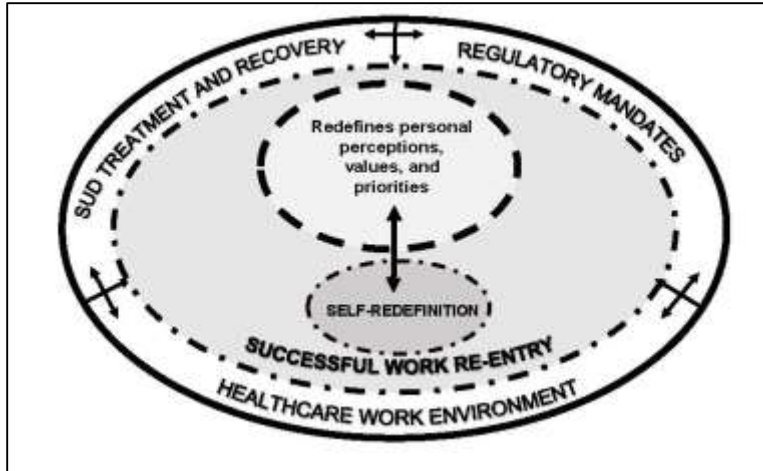 SUD TREATMENT AND RECOVERY
REGULATORY MANDATES
Redefines personal
perceptions,
values, and
priorities
SELF-REDEFINITION
SUCCESSFUL WORK RE-ENTRY
HEALTHCARE WORK ENVIRONMENT